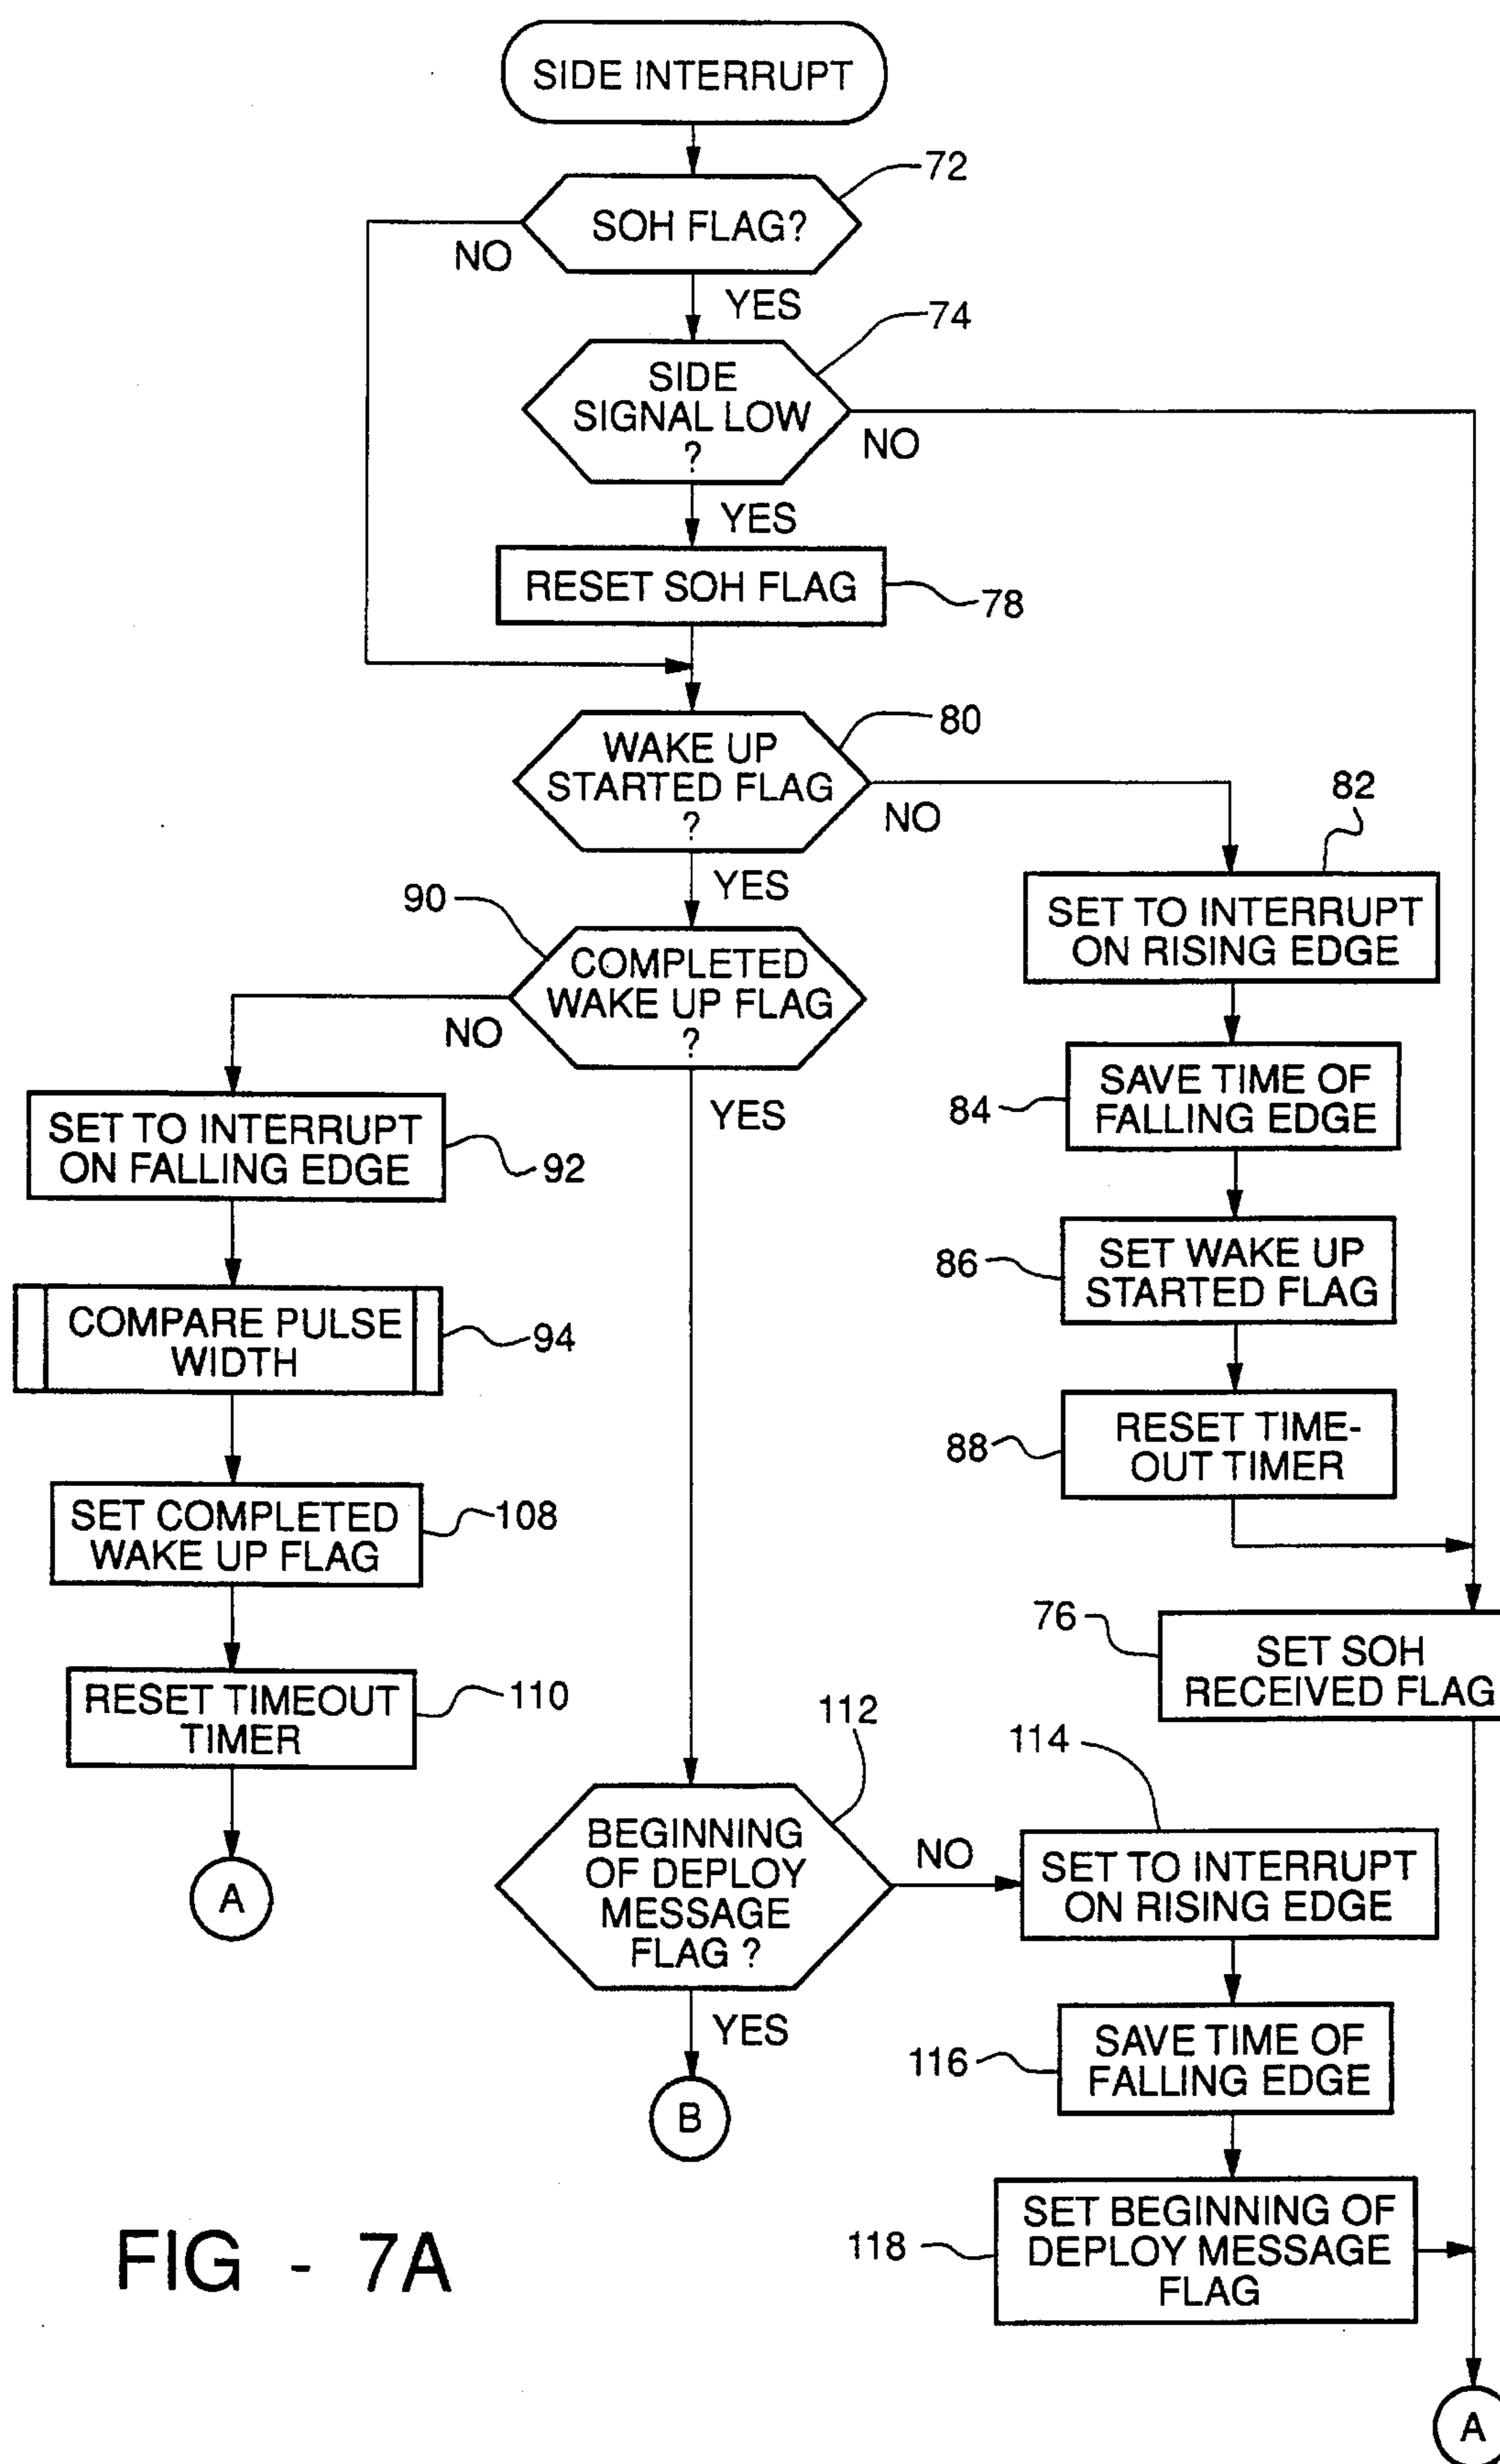 SIDE INTERRUPT
72
SOH FLAG?
NO
YES
74
SIDE
SIGNAL LOW
?
NO
YES
RESET SOH FLAG
78
WAKE UP
STARTED FLAG
?
80
NO
YES
82
SET TO INTERRUPT
ON RISING EDGE
90
COMPLETED
WAKE UP FLAG
?
NO
YES
84
SAVE TIME OF
FALLING EDGE
SET TO INTERRUPT
ON FALLING EDGE
92
86
SET WAKE UP
STARTED FLAG
COMPARE PULSE
WIDTH
94
88
RESET TIME-
OUT TIMER
SET COMPLETED
WAKE UP FLAG
108
76
SET SOH
RECEIVED FLAG
RESET TIMEOUT
TIMER
110
A
112
BEGINNING
OF DEPLOY
MESSAGE
FLAG ?
NO
YES
B
114
SET TO INTERRUPT
ON RISING EDGE
116
SAVE TIME OF
FALLING EDGE
118
SET BEGINNING OF
DEPLOY MESSAGE
FLAG
A
FIG - 7A